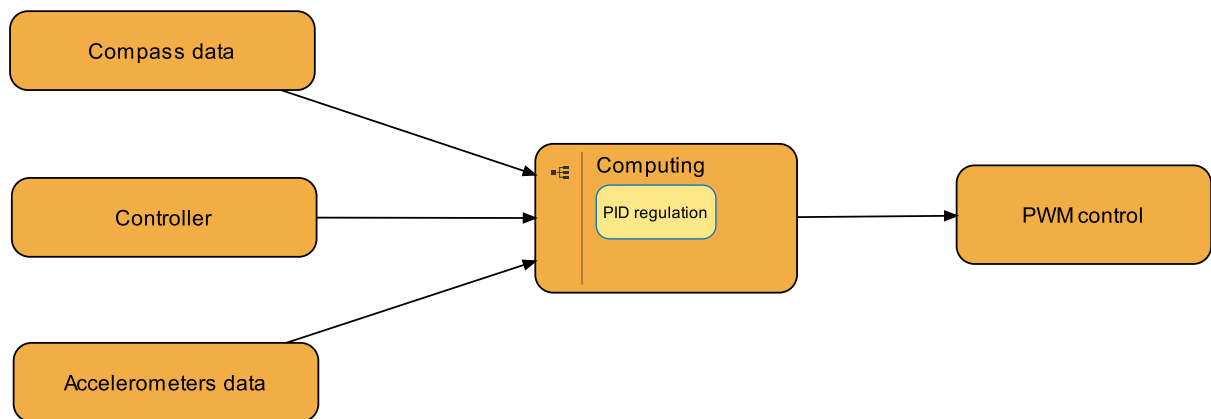 Compass data
Controller
Accelerometers data
Computing
PID regulation
PWM control